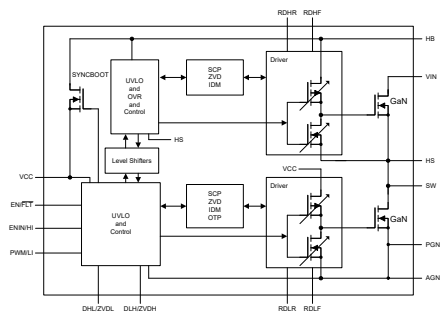 RDHR RDHF
HB
SYNCBOOT
UVLO
and
OVR
and
Control
SCP
ZVD
IDM
Driver
VIN
GaN
HS
Level Shifters
HS
VCC
VCC
SW
EN/FLT
UVLO
and
Control
SCP
ZVD
IDM
OTP
Driver
GaN
ENIN/HI
PGN
PWM/LI
AGN
DHL/ZVDL DLH/ZVDH
RDLR RDLF